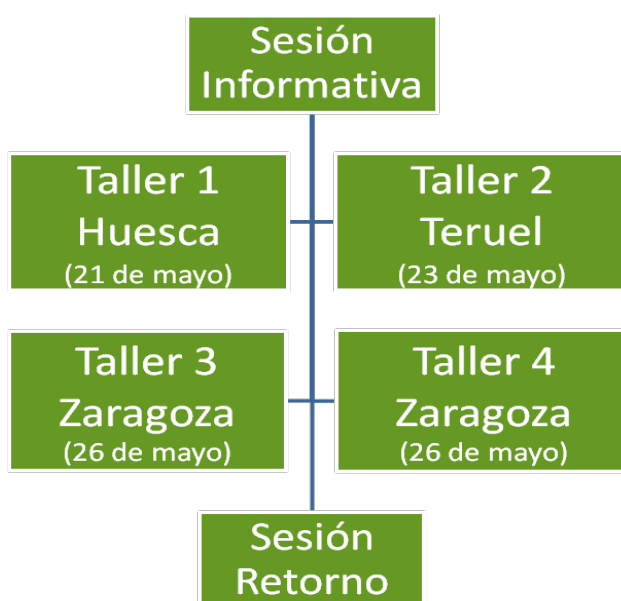 Sesión
Informativa
Taller 1
Huesca
(21 de mayo)
Taller 2
Teruel
(23 de mayo)
Taller 3
Zaragoza
(26 de mayo)
Taller 4
Zaragoza
(26 de mayo)
Sesión
Retorno